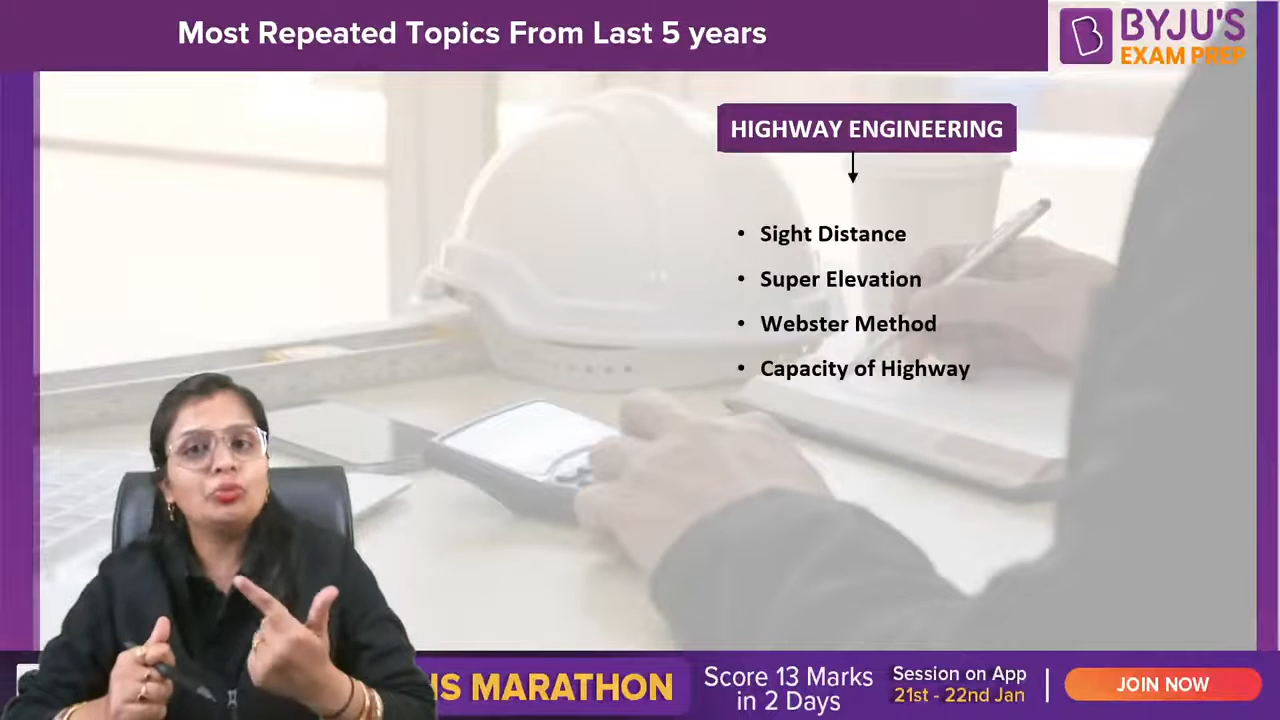 Most Repeated Topics From Last 5 years
BYJU'S
EXAM PREP
HIGHWAY ENGINEERING
• Sight Distance
• Super Elevation
• Webster Method
• Capacity of Highway
MARATHON
Score 13 Marks
in 2 Days
Session on App
21st - 22nd Jan
JOIN NOW